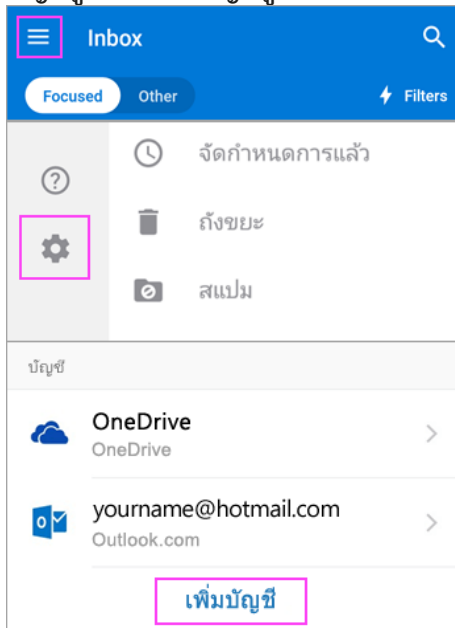 Inbox
Focused Other Filters
จัดกำหนดการแล้ว
ถังขยะ
สแปม
บัญชี
OneDrive
OneDrive
yourname@hotmail.com
Outlook.com
เพิ่มบัญชี